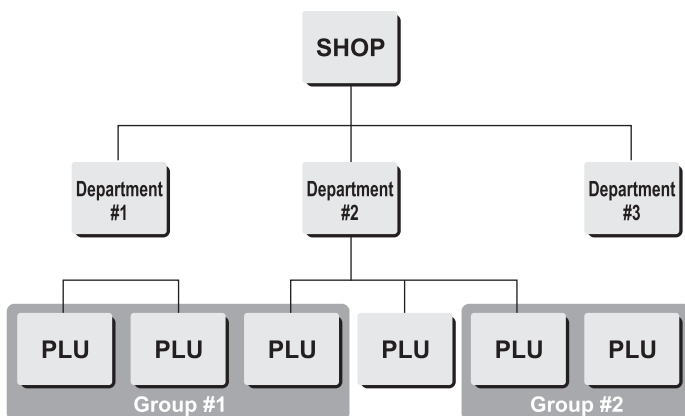 SHOP
Department
#1
Department
#2
Department
#3
PLU
PLU
PLU
PLU
PLU
PLU
Group #1
Group #2